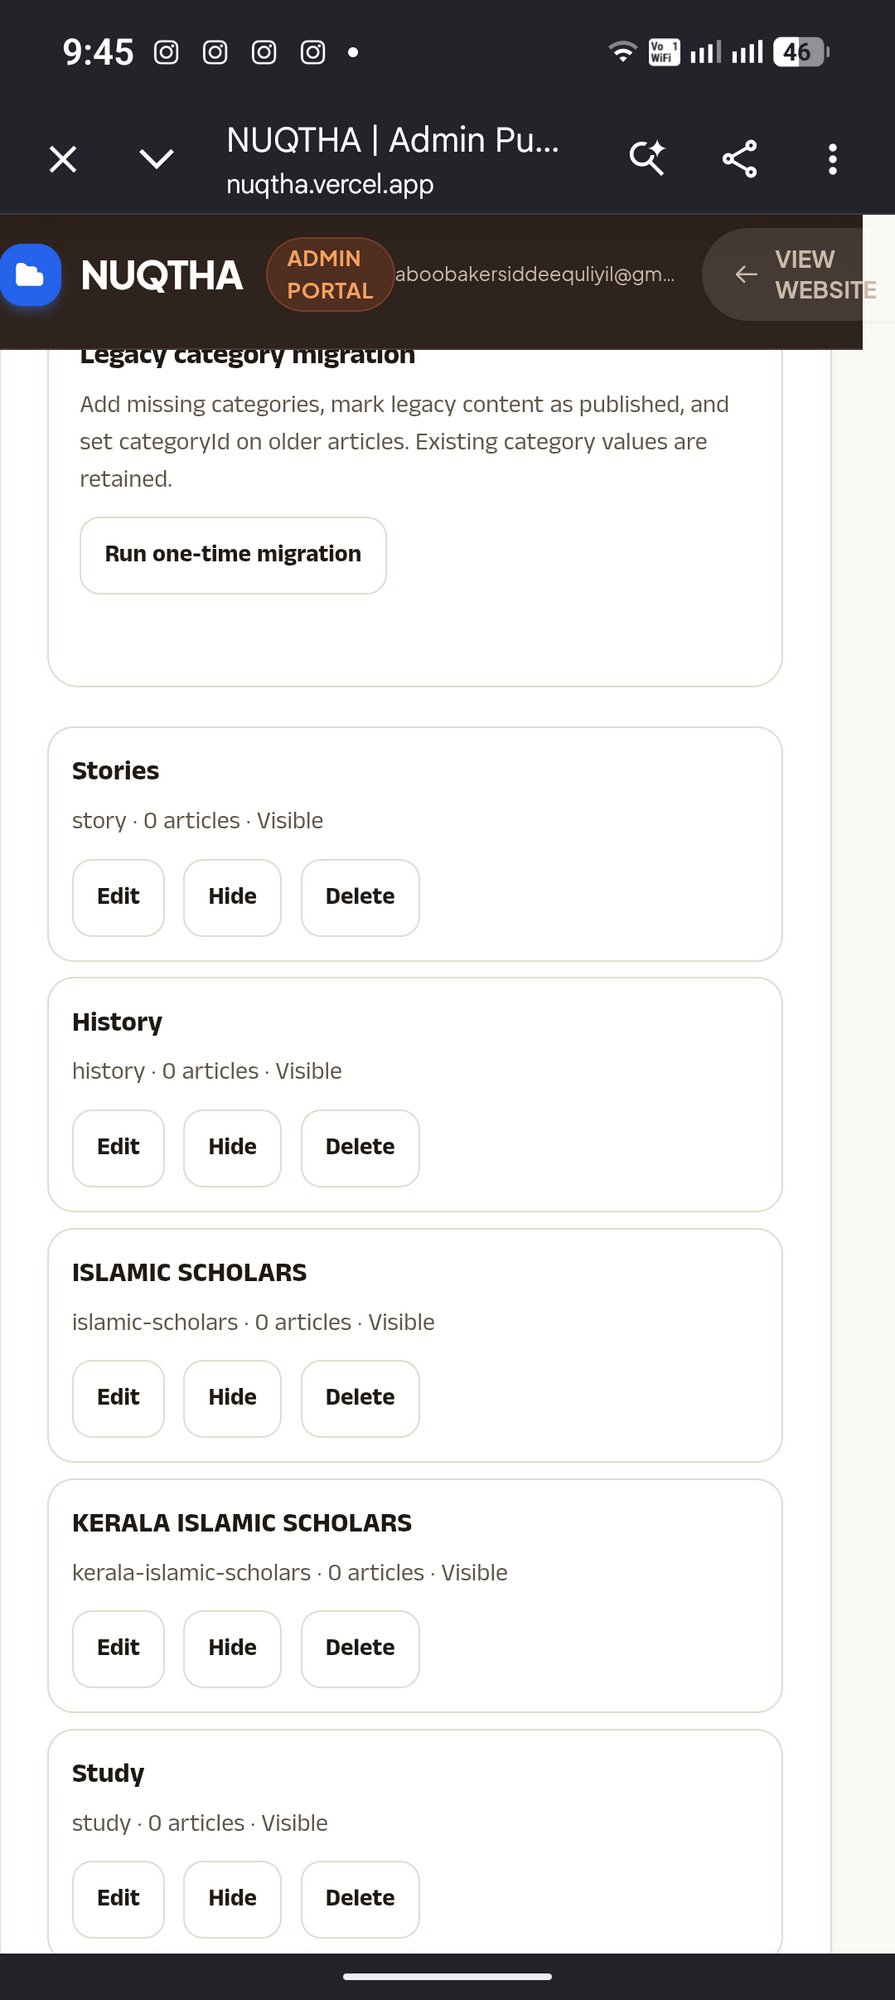 9:45
Vo 1
WiFi
46
NUQTHA | Admin Pu...
nuqtha.vercel.app
NUQTHA
ADMIN
PORTAL
aboobakersiddeequliyil@gm...
← VIEW
WEBSITE
Legacy category migration
Add missing categories, mark legacy content as published, and
set categoryId on older articles. Existing category values are
retained.
Run one-time migration
Stories
story · 0 articles · Visible
Edit Hide Delete
History
history · 0 articles · Visible
Edit Hide Delete
ISLAMIC SCHOLARS
islamic-scholars · 0 articles · Visible
Edit Hide Delete
KERALA ISLAMIC SCHOLARS
kerala-islamic-scholars · 0 articles · Visible
Edit Hide Delete
Study
study · 0 articles · Visible
Edit Hide Delete